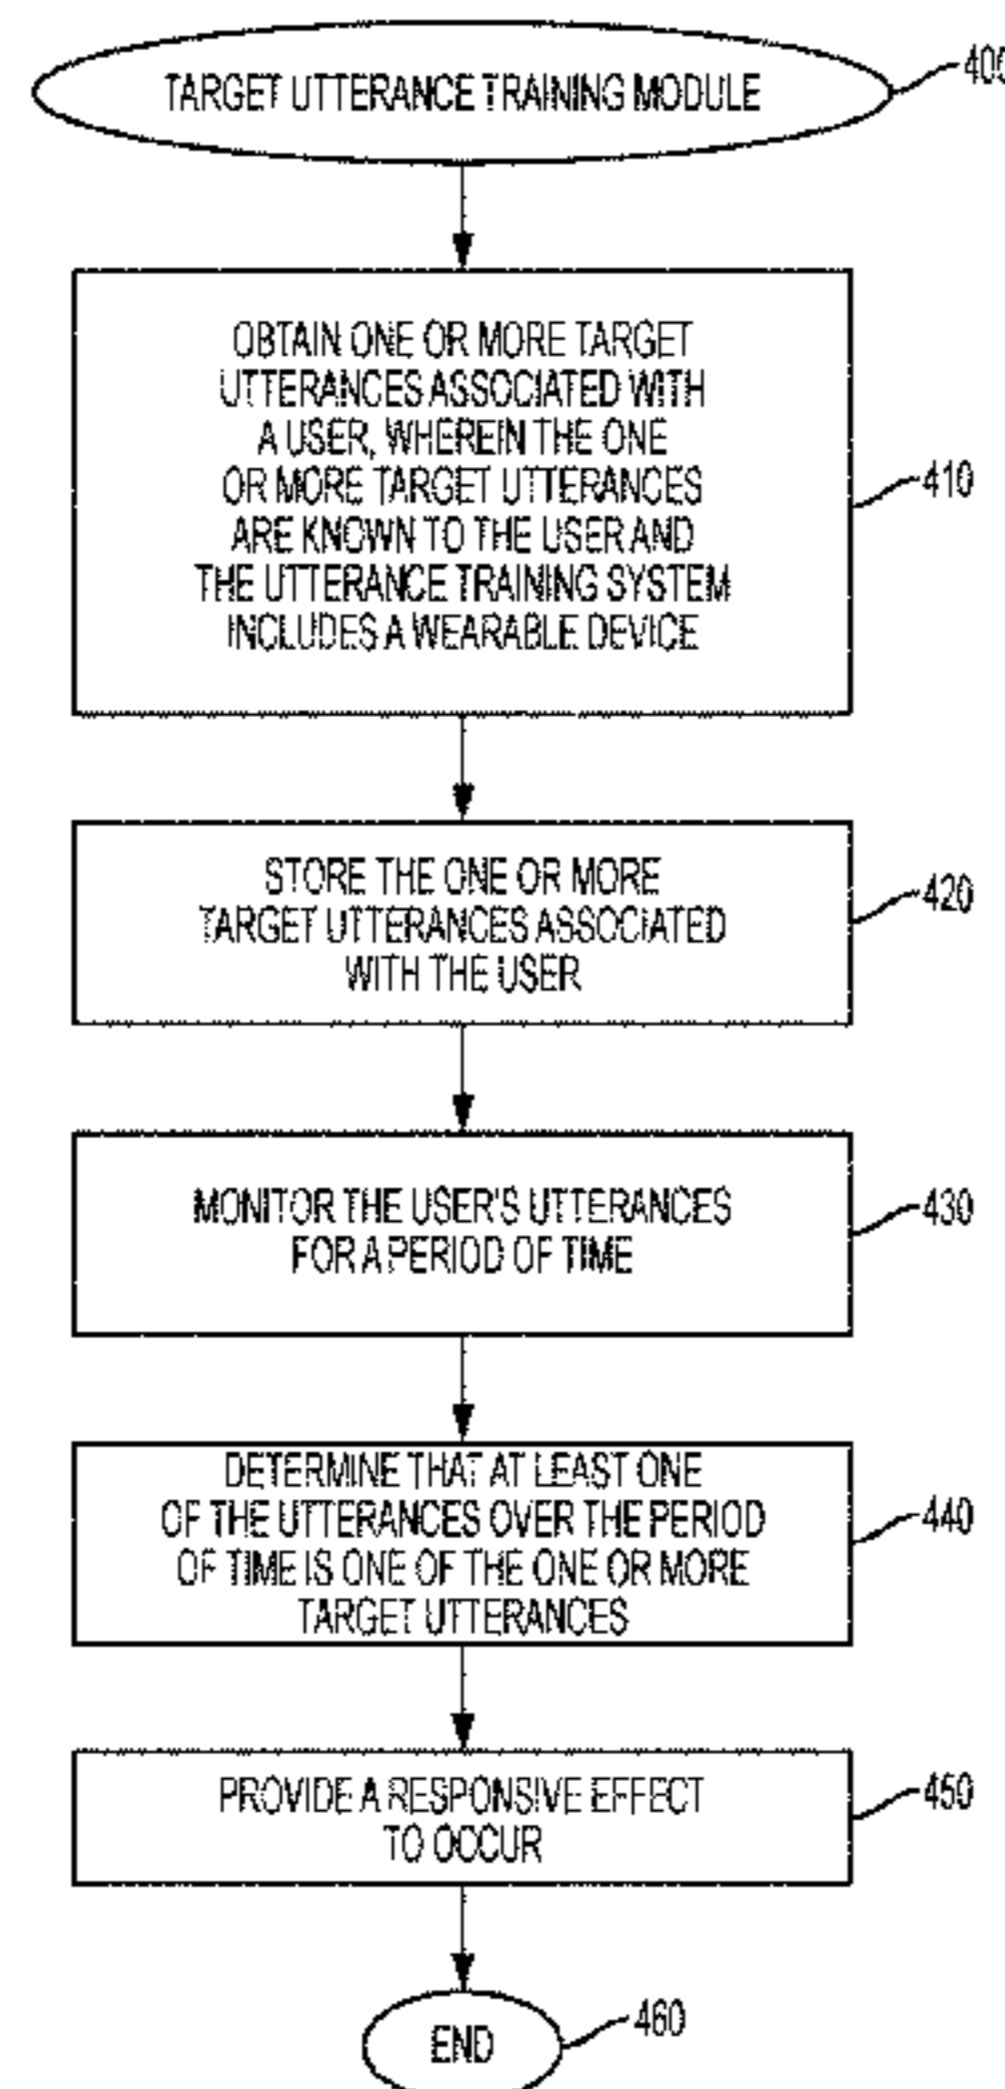 TARGET UTTERANCE TRAINING MODULE
400
OBTAIN ONE OR MORE TARGET
UTTERANCES ASSOCIATED WITH
A USER, WHEREIN THE ONE
OR MORE TARGET UTTERANCES
ARE KNOWN TO THE USER AND
THE UTTERANCE TRAINING SYSTEM
INCLUDES A WEARABLE DEVICE
410
STORE THE ONE OR MORE
TARGET UTTERANCES ASSOCIATED
WITH THE USER
420
MONITOR THE USER'S UTTERANCES
FOR A PERIOD OF TIME
430
DETERMINE THAT AT LEAST ONE
OF THE UTTERANCES OVER THE PERIOD
OF TIME IS ONE OF THE ONE OR MORE
TARGET UTTERANCES
440
PROVIDE A RESPONSIVE EFFECT
TO OCCUR
450
END
460